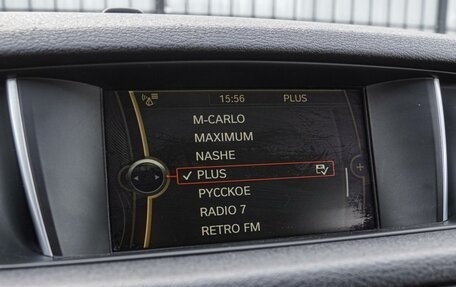 15:56 PLUS
M-CARLO
MAXIMUM
NASHE
PLUS
РУССКОЕ
RADIO 7
RETRO FM